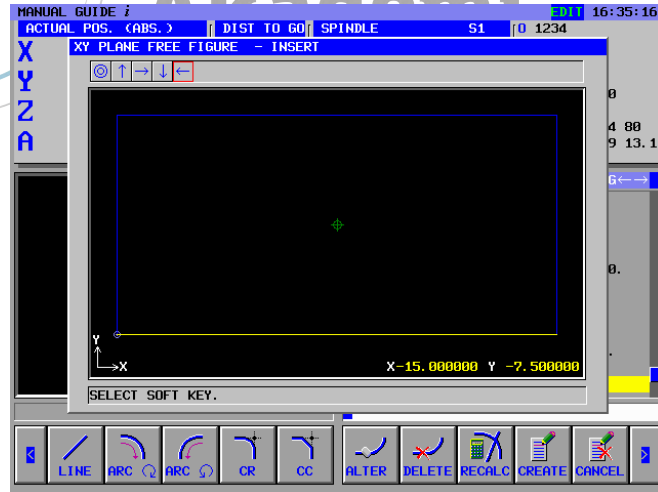 MANUAL GUIDE i EDIT 16:35:16
ACTUAL POS. (ABS.) DIST TO GO SPINDLE S1 O 1234
XY PLANE FREE FIGURE - INSERT
X
Y
Z
A
0
4 80
9 13.1
G←→
0.
.
Y
X
X-15.000000 Y -7.500000
SELECT SOFT KEY.
LINE ARC ARC CR CC ALTER DELETE RECALC CREATE CANCEL